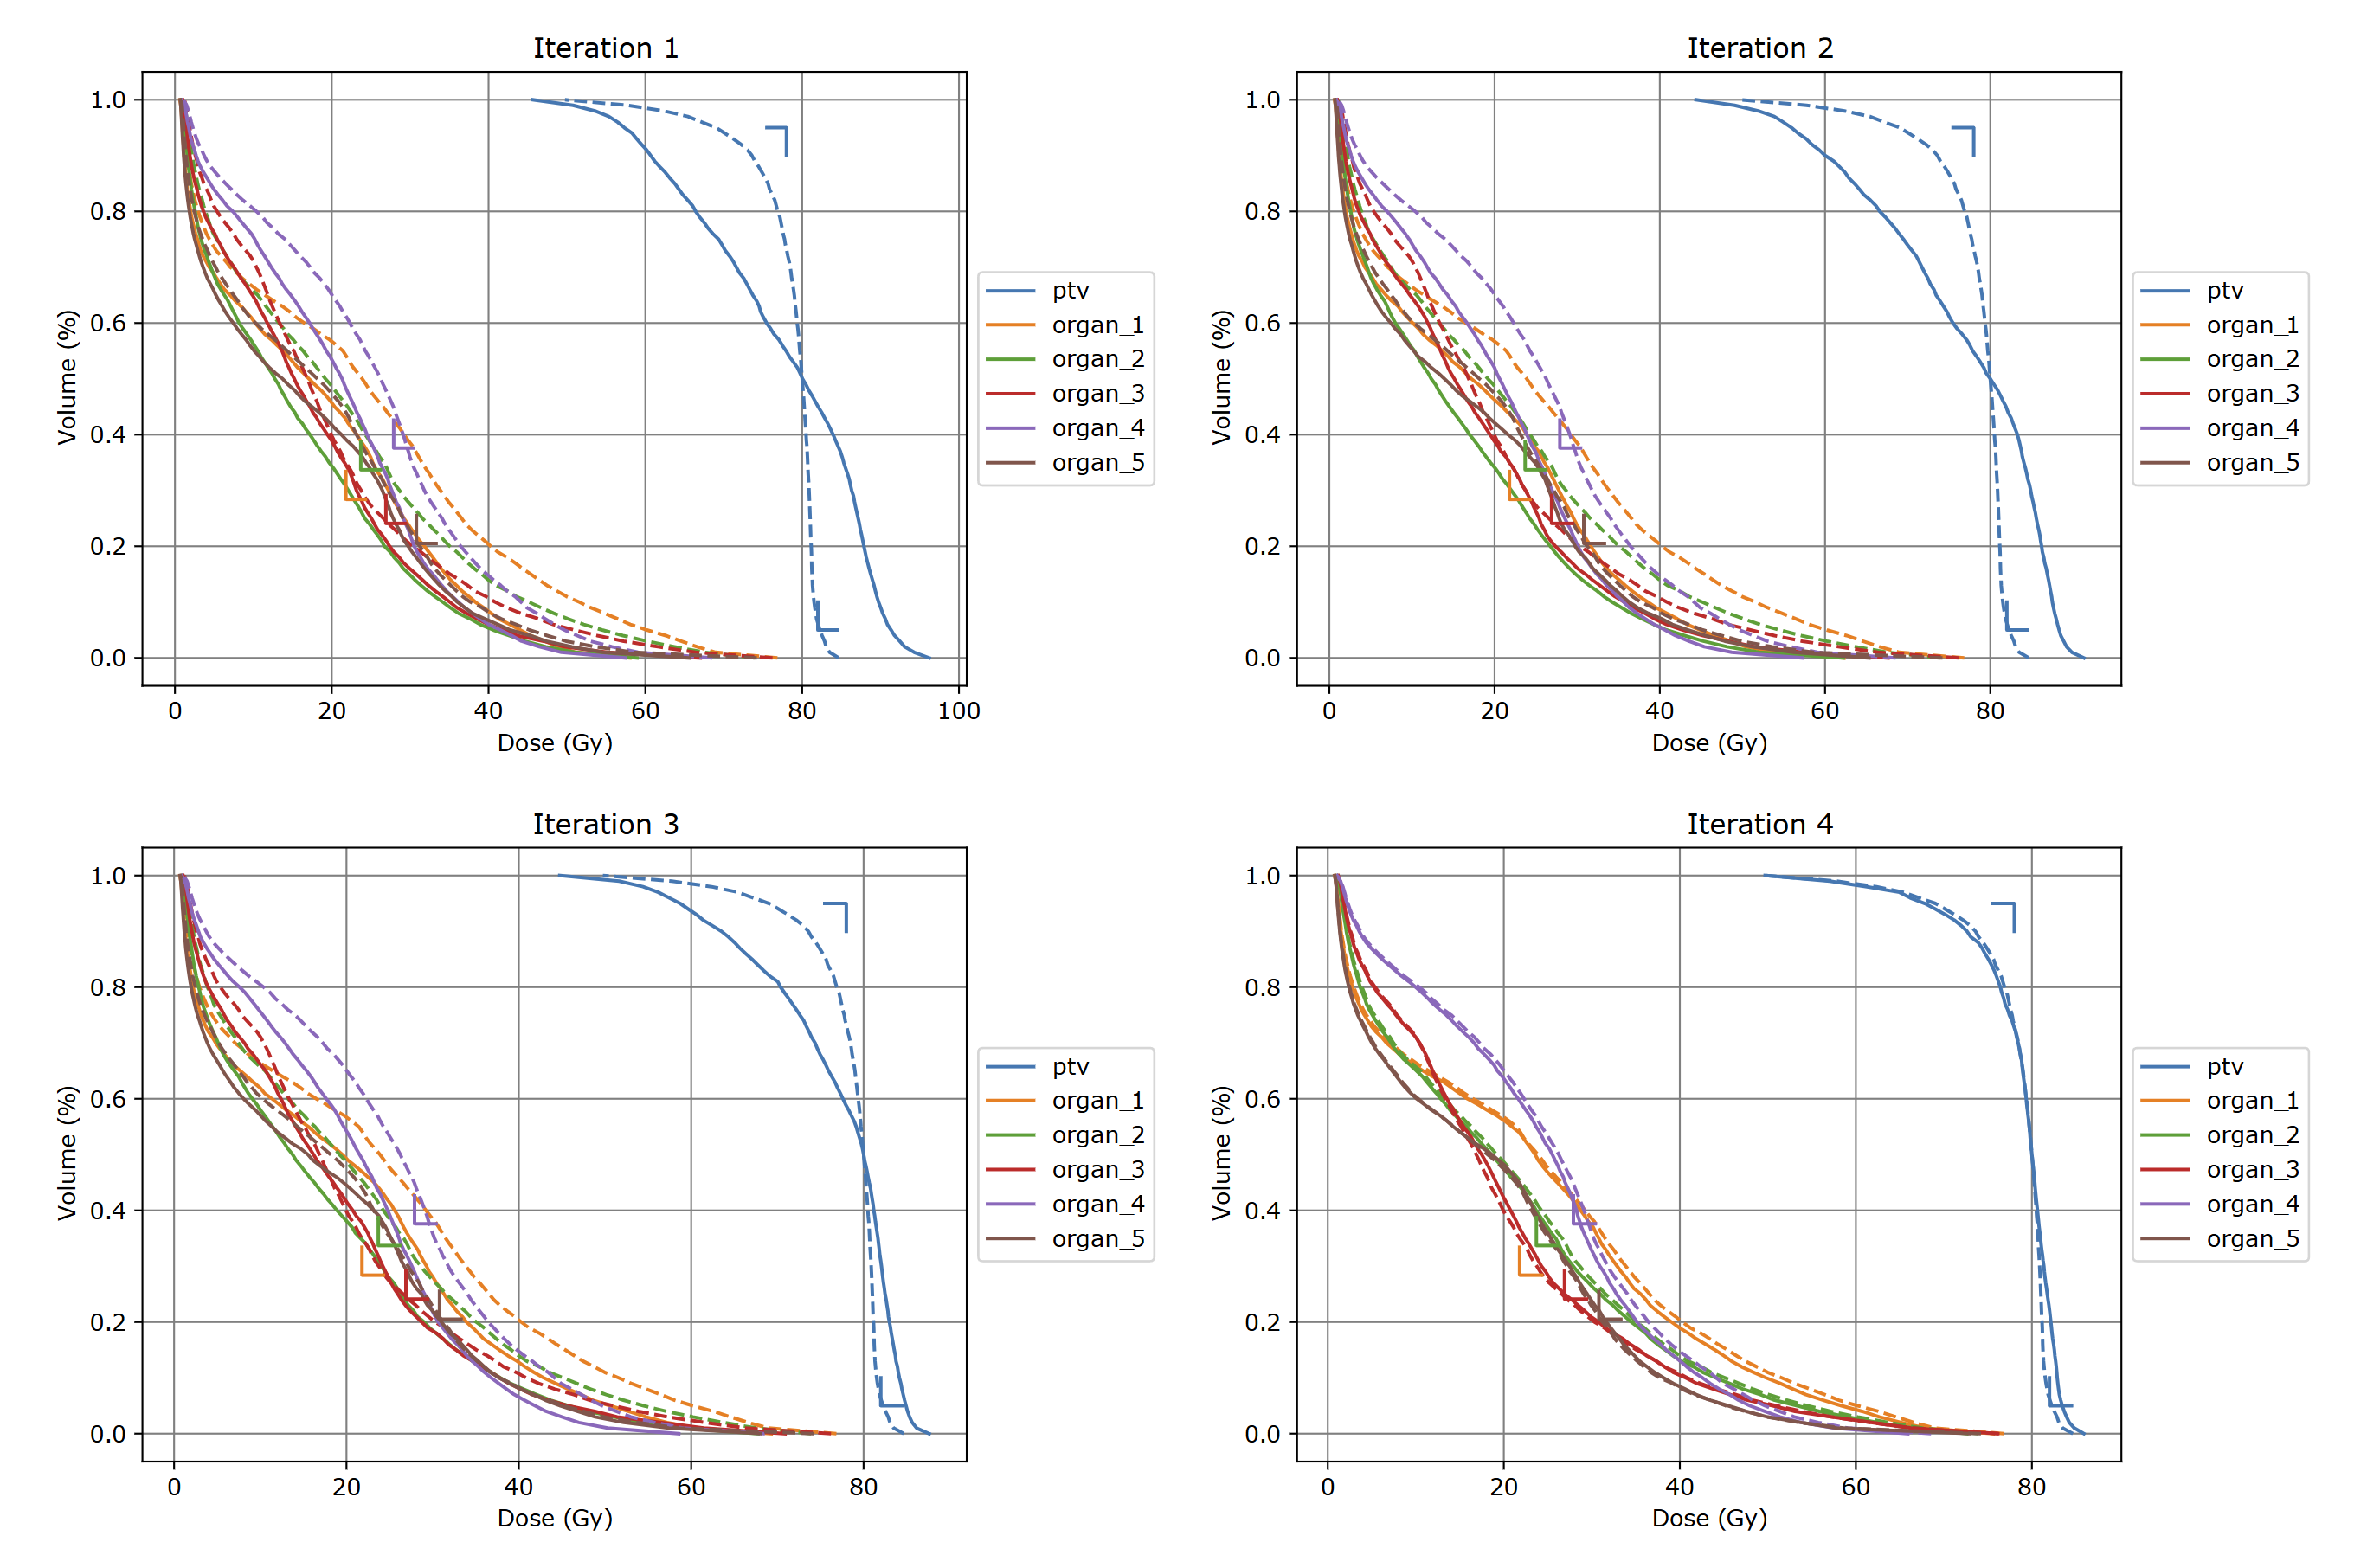 Iteration 1
1.0
0.8
0.6
0.4
0.2
0.0
Volume (%)
0 20 40 60 80 100
Dose (Gy)
ptv
organ_1
organ_2
organ_3
organ_4
organ_5
Iteration 2
1.0
0.8
0.6
0.4
0.2
0.0
Volume (%)
0 20 40 60 80
Dose (Gy)
ptv
organ_1
organ_2
organ_3
organ_4
organ_5
Iteration 3
1.0
0.8
0.6
0.4
0.2
0.0
Volume (%)
0 20 40 60 80
Dose (Gy)
ptv
organ_1
organ_2
organ_3
organ_4
organ_5
Iteration 4
1.0
0.8
0.6
0.4
0.2
0.0
Volume (%)
0 20 40 60 80
Dose (Gy)
ptv
organ_1
organ_2
organ_3
organ_4
organ_5